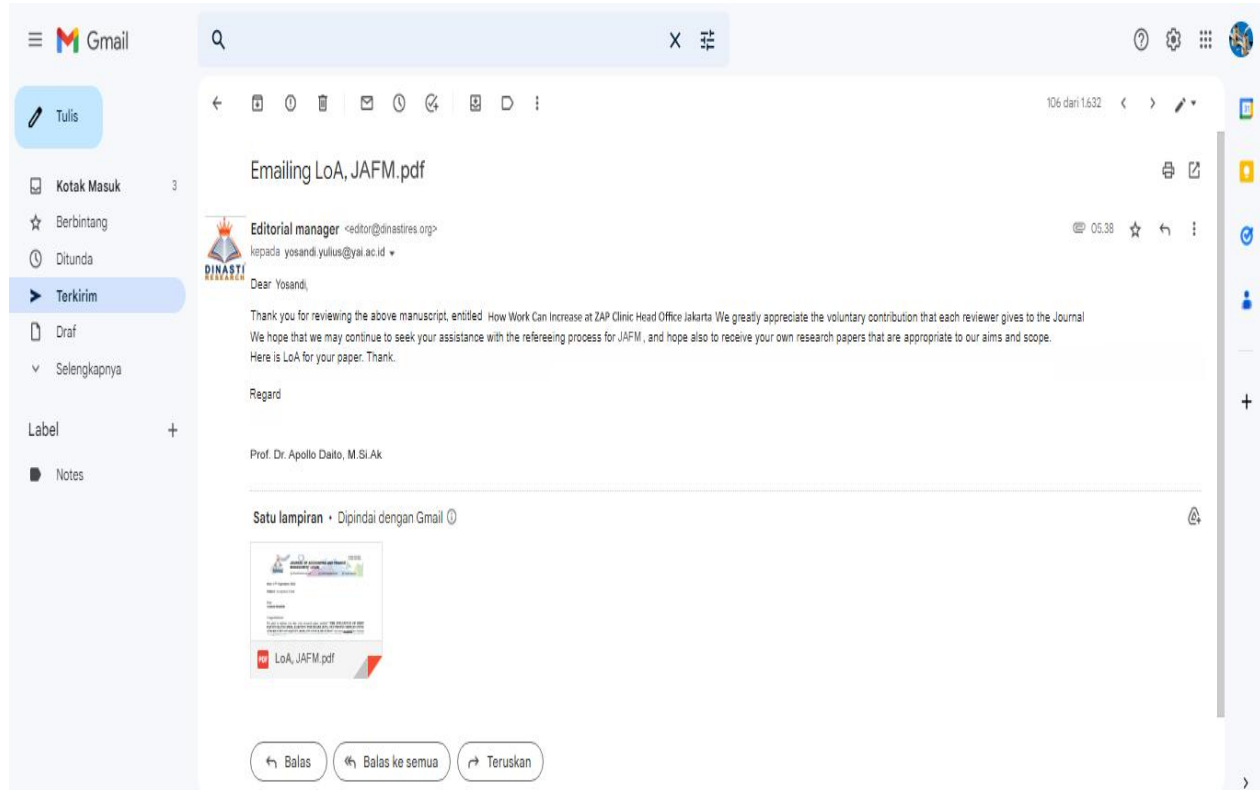 Gmail
Tulis
106 dari 1.632
Emailing LoA, JAFM.pdf
Kotak Masuk 3
Berbintang
Ditunda
Terkirim
Draf
Selengkapnya
Label
Notes
DINASTI
RESEARCH
Editorial manager <editor@dinastires.org>
05.38
kepada yosandi.yulius@yai.ac.id
Dear Yosandi,
Thank you for reviewing the above manuscript, entitled How Work Can Increase at ZAP Clinic Head Office Jakarta We greatly appreciate the voluntary contribution that each reviewer gives to the Journal
We hope that we may continue to seek your assistance with the refereeing process for JAFM , and hope also to receive your own research papers that are appropriate to our aims and scope.
Here is LoA for your paper. Thank.
Regard
Prof. Dr. Apollo Daito, M.Si.Ak
Satu lampiran • Dipindai dengan Gmail
PDF LoA, JAFM.pdf
Balas
Balas ke semua
Teruskan